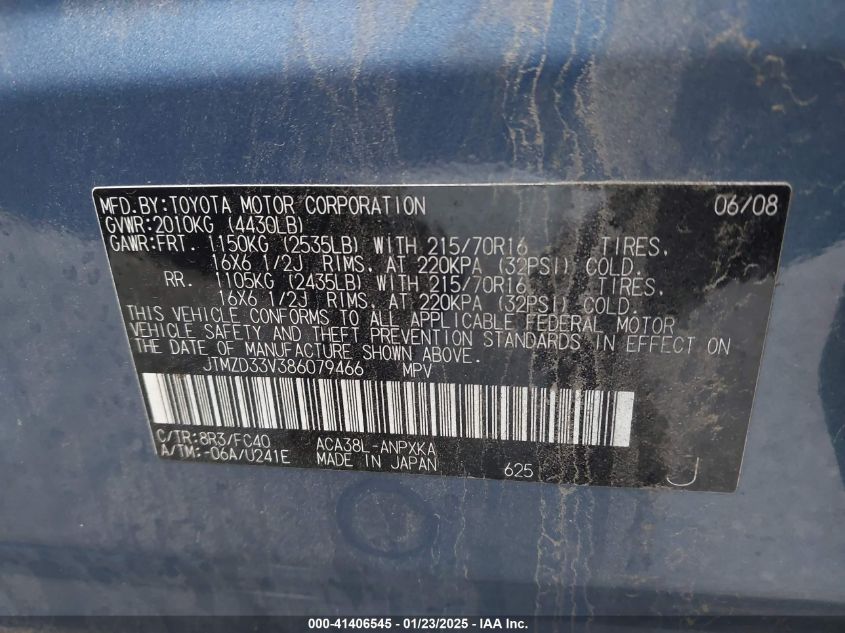 MFD.BY:TOYOTA MOTOR CORPORATION 06/08
GVWR:2010KG (4430LB)
GAWR:FRT. 1150KG (2535LB) WITH 215/70R16 TIRES,
16X6 1/2J RIMS, AT 220KPA (32PSI) COLD.
RR. 1105KG (2435LB) WITH 215/70R16 TIRES,
16X6 1/2J RIMS, AT 220KPA (32PSI) COLD.
THIS VEHICLE CONFORMS TO ALL APPLICABLE FEDERAL MOTOR
VEHICLE SAFETY AND THEFT PREVENTION STANDARDS IN EFFECT ON
THE DATE OF MANUFACTURE SHOWN ABOVE.
JTMZD33V386079466 MPV
C/TR:8R3/FC40 ACA38L-ANPXKA
A/TM:-06A/U241E MADE IN JAPAN 625 J
000-41406545 - 01/23/2025 - IAA Inc.